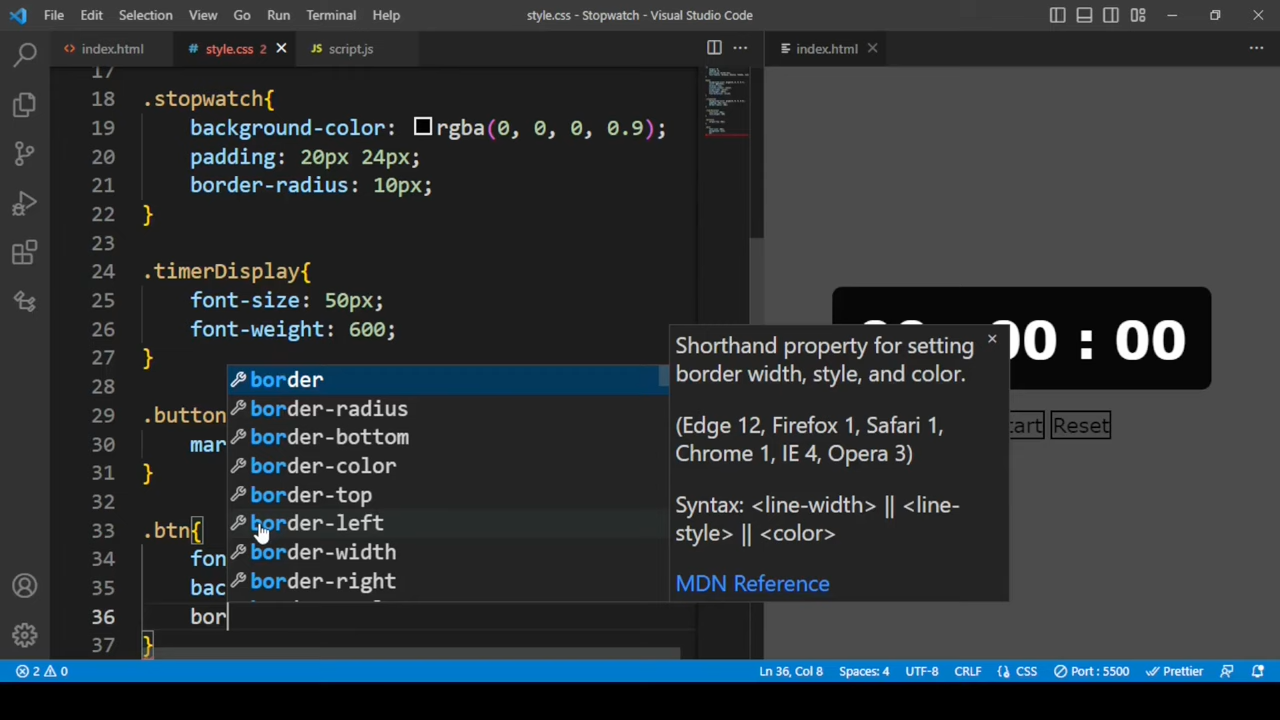 File Edit Selection View Go Run Terminal Help style.css - Stopwatch - Visual Studio Code
index.html # style.css 2 JS script.js index.html
17
18 .stopwatch{
19 background-color: rgba(0, 0, 0, 0.9);
20 padding: 20px 24px;
21 border-radius: 10px;
22 }
23
24 .timerDisplay{
25 font-size: 50px;
26 font-weight: 600;
27 }
28
29 .button
30 mar
31 }
32
33 .btn{
34 fon
35 bac
36 bor
37 }
border
border-radius
border-bottom
border-color
border-top
border-left
border-width
border-right
Shorthand property for setting
border width, style, and color.
(Edge 12, Firefox 1, Safari 1,
Chrome 1, IE 4, Opera 3)
Syntax: <line-width> || <line-
style> || <color>
MDN Reference
00 : 00
Reset
2 0 Ln 36, Col 8 Spaces: 4 UTF-8 CRLF {} CSS Port : 5500 Prettier